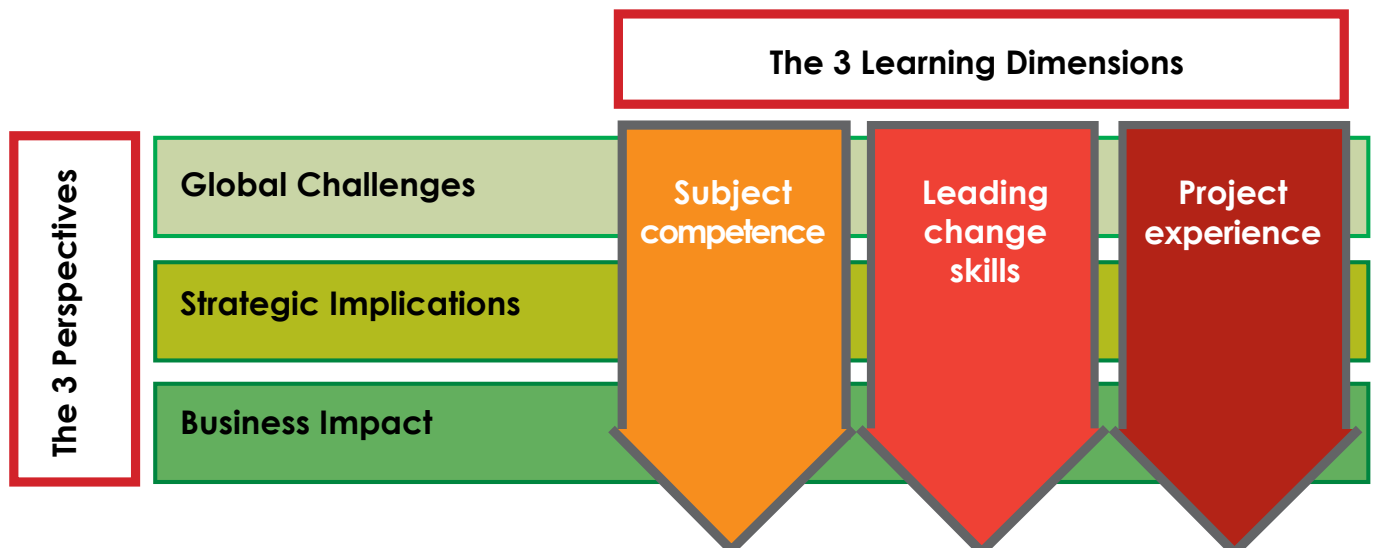 The 3 Learning Dimensions
The 3 Perspectives
Global Challenges
Strategic Implications
Business Impact
Subject
competence
Leading
change
skills
Project
experience